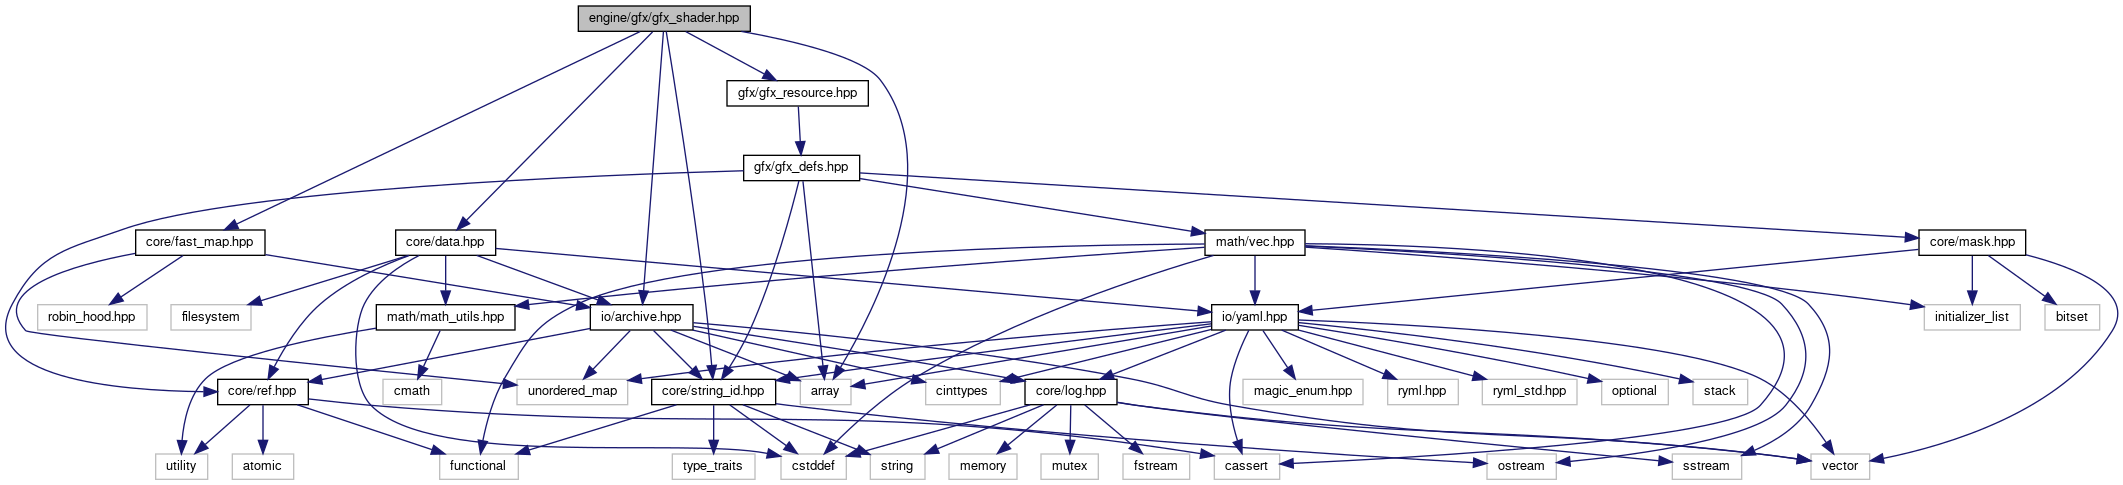 engine/gfx/gfx_shader.hpp
gfx/gfx_resource.hpp
gfx/gfx_defs.hpp
core/fast_map.hpp
core/data.hpp
math/vec.hpp
core/mask.hpp
robin_hood.hpp
filesystem
math/math_utils.hpp
io/archive.hpp
io/yaml.hpp
initializer_list
bitset
core/ref.hpp
cmath
unordered_map
core/string_id.hpp
array
cinttypes
core/log.hpp
magic_enum.hpp
ryml.hpp
ryml_std.hpp
optional
stack
utility
atomic
functional
type_traits
cstddef
string
memory
mutex
fstream
cassert
ostream
sstream
vector